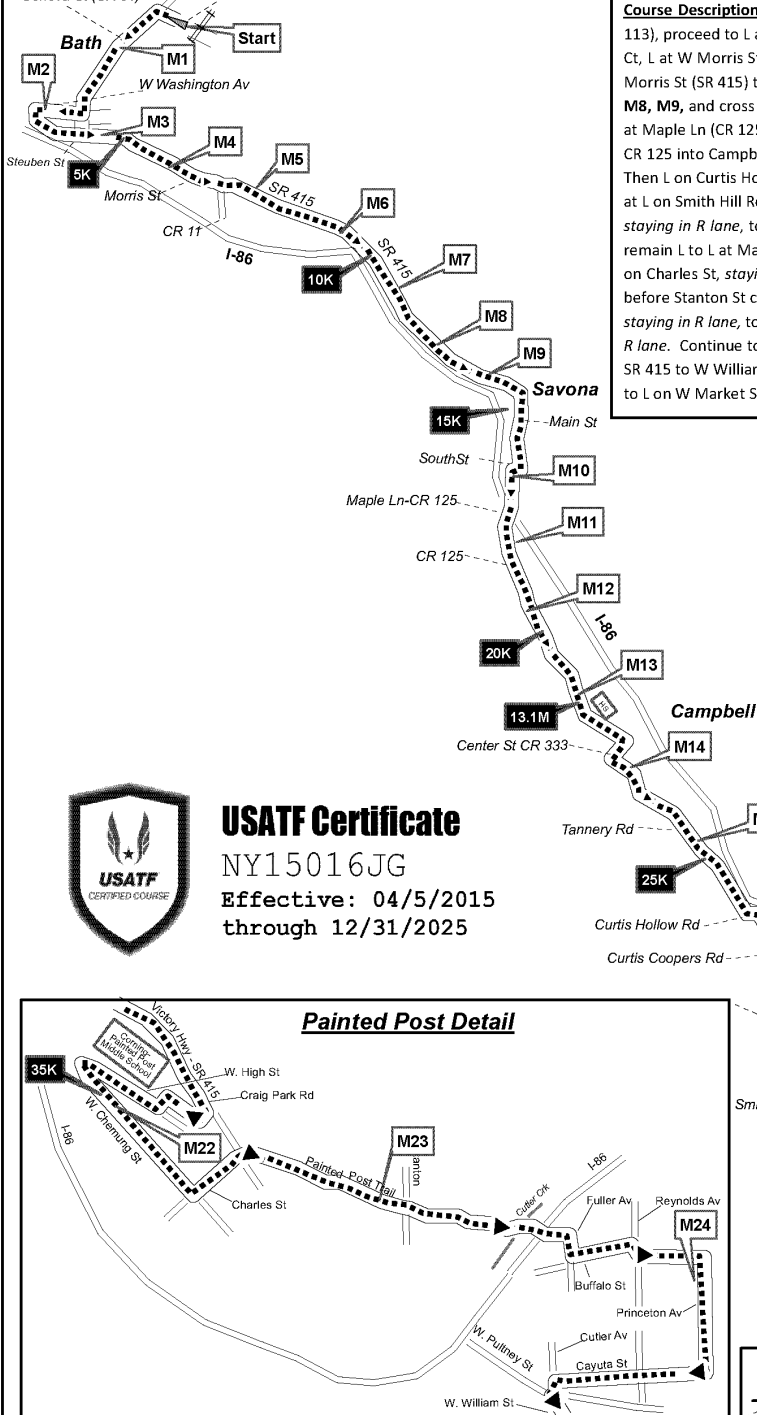 Start
Bath
M1
M2
W Washington Av
M3
M4
Steuben St
5K
M5
Morris St
SR 415
CR 11
M6
I-86
SR 415
10K
M7
M8
M9
Savona
15K
Main St
SouthSt
M10
Maple Ln-CR 125
M11
CR 125
M12
I-86
20K
M13
HS
13.1M
Campbell
Center St CR 333
M14
Tannery Rd
25K
Curtis Hollow Rd
Curtis Coopers Rd
Course Description
113), proceed to L a
Ct, L at W Morris St
Morris St (SR 415) t
M8, M9, and cross
at Maple Ln (CR 125
CR 125 into Campb
Then L on Curtis Ho
at L on Smith Hill R
staying in R lane, to
remain L to L at Ma
on Charles St, stayi
before Stanton St c
staying in R lane, to
R lane. Continue to
SR 415 to W William
to L on W Market S
USATF
CERTIFIED COURSE
USATF Certificate
NY15016JG
Effective: 04/5/2015
through 12/31/2025
Painted Post Detail
Victory Hwy - SR 415
Corning-
Painted Post
Middle School
35K
W. High St
Craig Park Rd
I-86
W. Chemung St
M22
Charles St
M23
Painted Post Trail
anton
Cutler Crk
I-86
Fuller Av
Reynolds Av
M24
Buffalo St
Princeton Av
W. Pultney St
Cutler Av
Cayuta St
W. William St